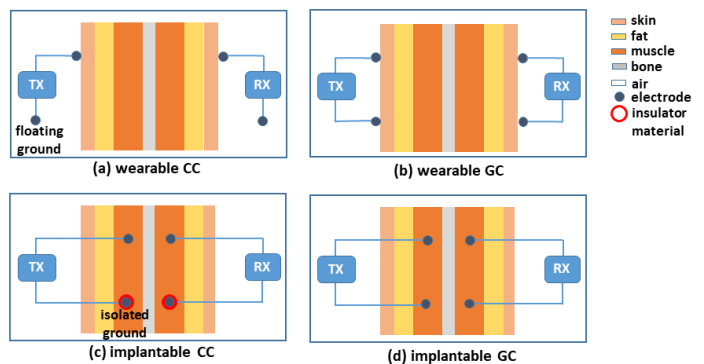 TX
RX
floating
ground
(a) wearable CC
TX
RX
(b) wearable GC
skin
fat
muscle
bone
air
electrode
insulator
material
TX
RX
isolated
ground
(c) implantable CC
TX
RX
(d) implantable GC